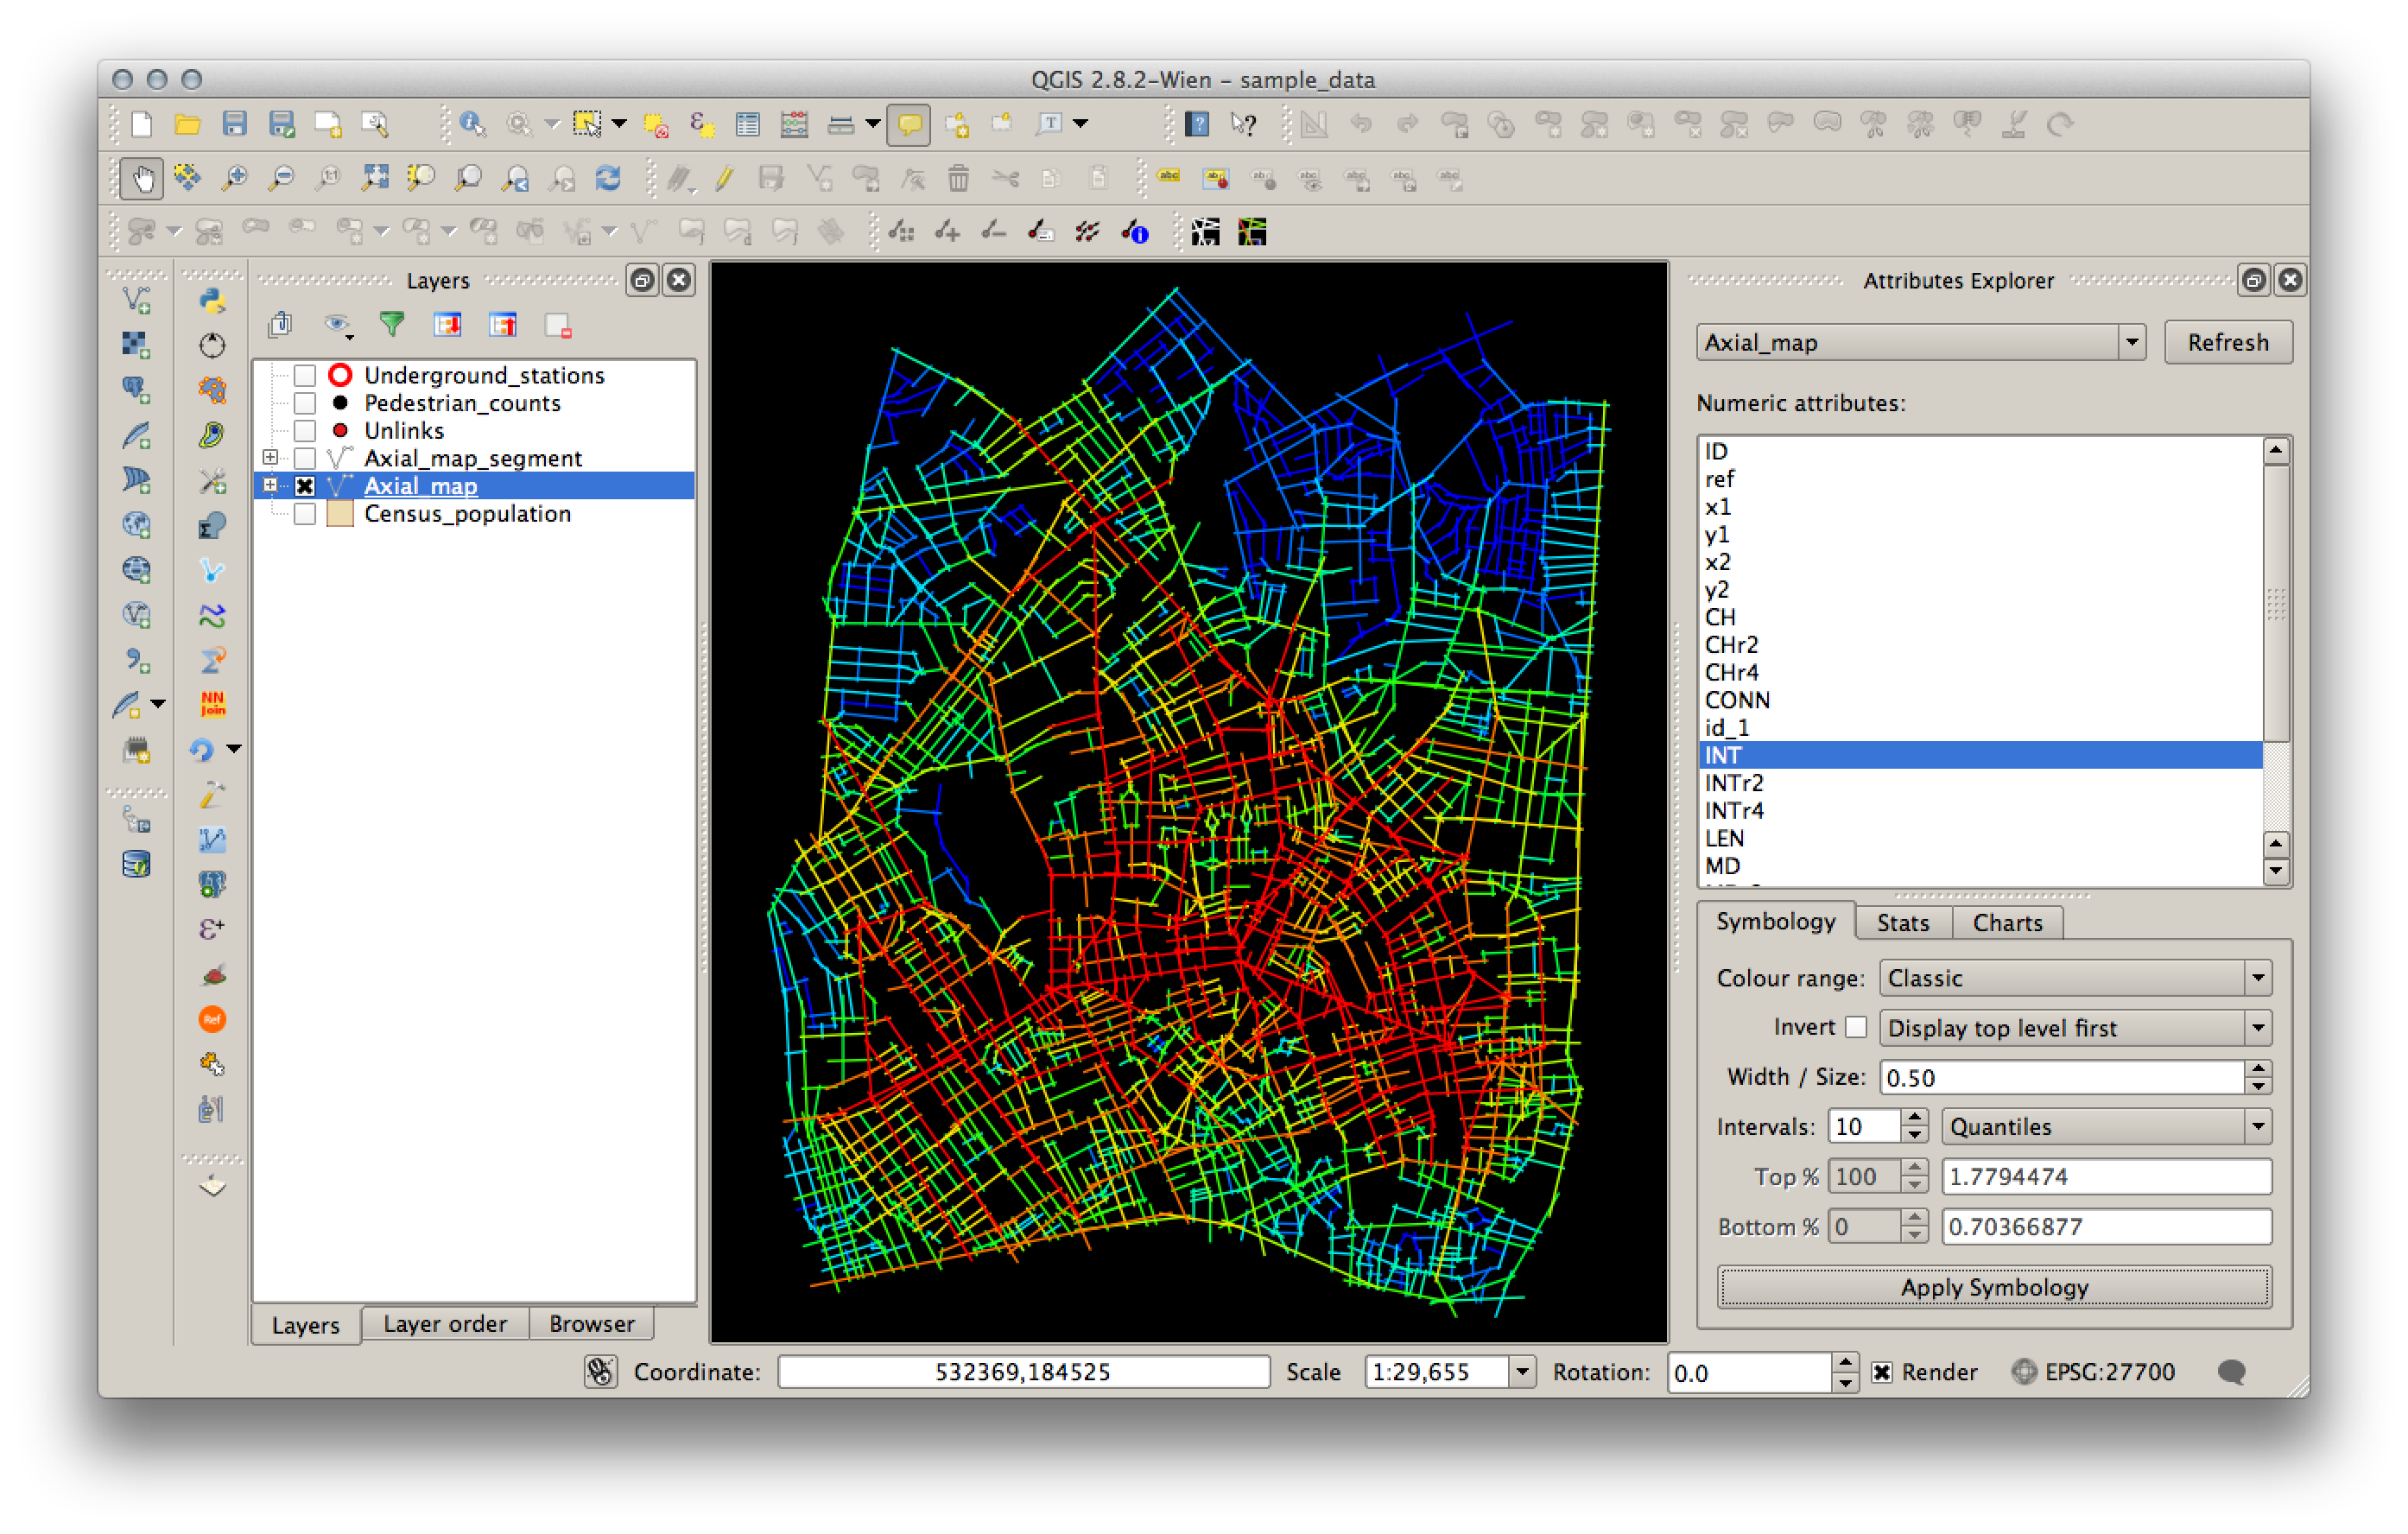 QGIS 2.8.2-Wien - sample_data
Layers
Underground_stations
Pedestrian_counts
Unlinks
Axial_map_segment
Axial_map
Census_population
NN
Join
Ref
Layers
Layer order
Browser
Attributes Explorer
Axial_map
Refresh
Numeric attributes:
ID
ref
x1
y1
x2
y2
CH
CHr2
CHr4
CONN
id_1
INT
INTr2
INTr4
LEN
MD
Symbology
Stats
Charts
Colour range:
Classic
Invert
Display top level first
Width / Size:
0.50
Intervals:
10
Quantiles
Top %
100
1.7794474
Bottom %
0
0.70366877
Apply Symbology
Coordinate:
532369,184525
Scale
1:29,655
Rotation:
0.0
Render
EPSG:27700